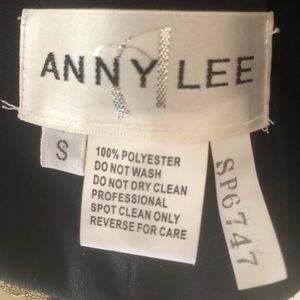 ANNY LEE
S
100% POLYESTER
DO NOT WASH
DO NOT DRY CLEAN
PROFESSIONAL
SPOT CLEAN ONLY
REVERSE FOR CARE
SP6747